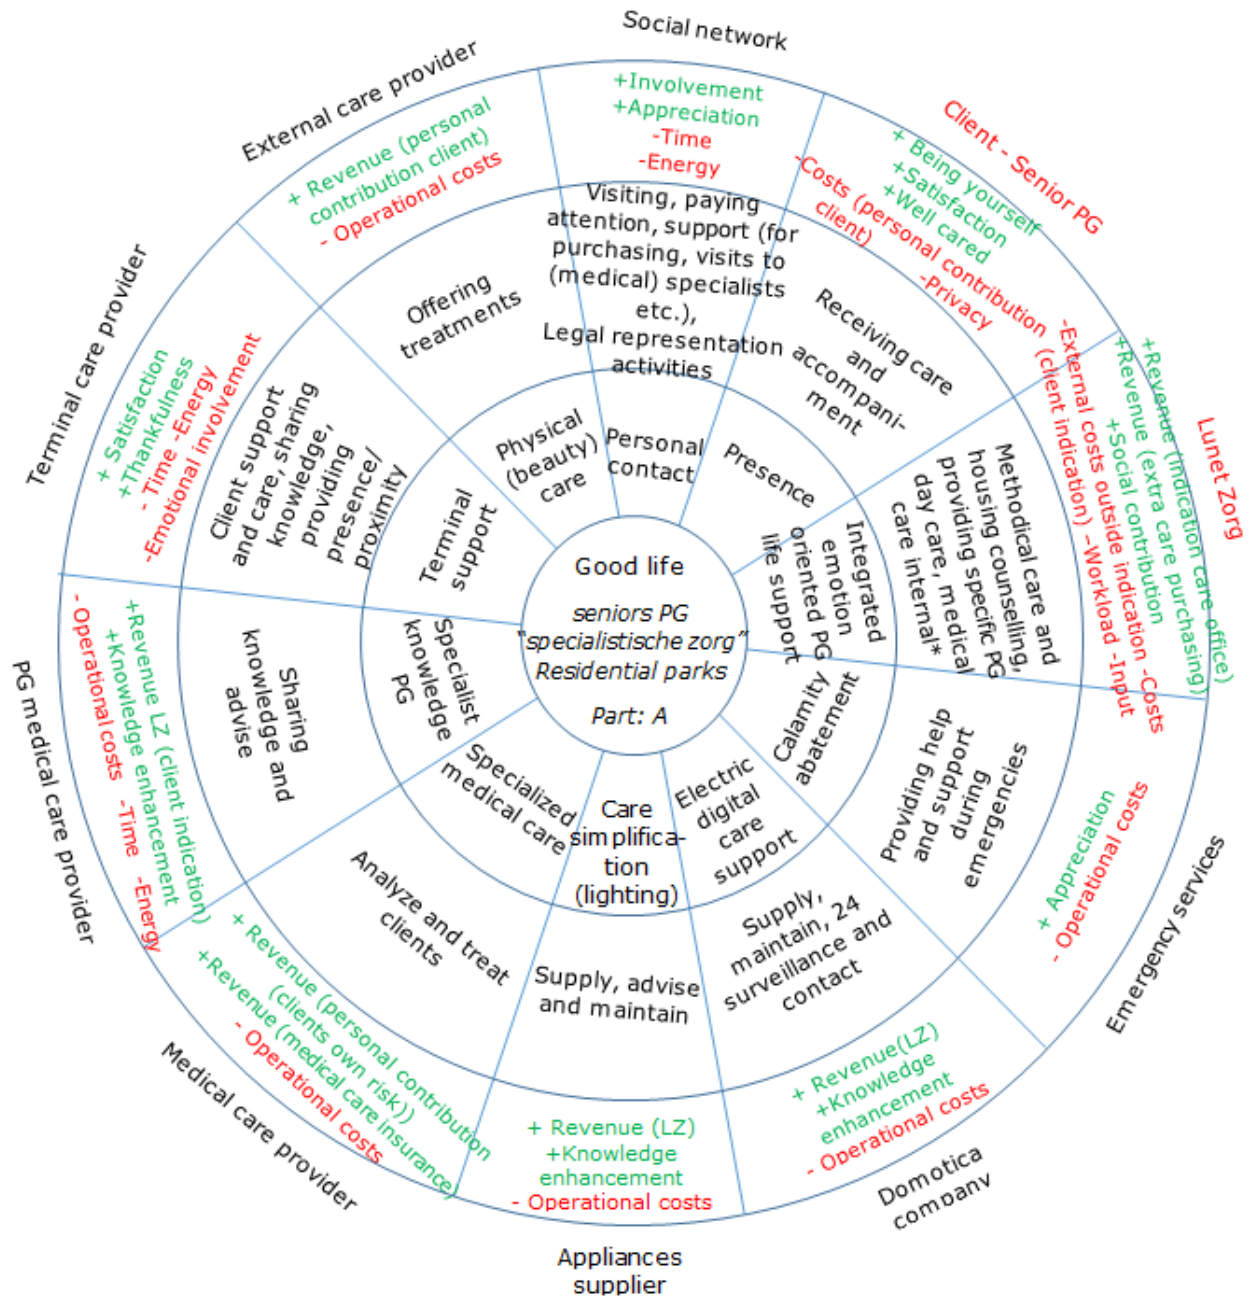 Social network
+Involvement
+Appreciation
-Time
-Energy
Visiting, paying
attention, support (for
purchasing, visits to
(medical) specialists
etc.),
Legal representation
activities
Personal
contact
Client - Senior PG
+ Being yourself
+Satisfaction
+Well cared
-Costs (personal contribution
client)
-Privacy
Receiving care
and
accompani-
ment
Presence
Lunet Zorg
+Revenue (indication care office)
+Revenue (extra care purchasing)
+Social contribution
-External costs outside indication -Costs
(client indication) -Workload -Input
Methodical care and
housing counselling,
providing specific PG
day care, medical
care internal*
Integrated
emotion
oriented PG
life support
Emergency services
+ Appreciation
- Operational costs
Providing help
and support
during
emergencies
Calamity
abatement
Domotica
company
+ Revenue(LZ)
+Knowledge
enhancement
- Operational costs
Supply,
maintain, 24
surveillance and
contact
Electric
digital
care
support
Appliances
supplier
+ Revenue (LZ)
+Knowledge
enhancement
- Operational costs
Supply, advise
and maintain
Care
simplifica-
tion
(lighting)
Medical care provider
+ Revenue (personal contribution
(clients own risk))
+Revenue (medical care insurance)
- Operational costs
Analyze and treat
clients
Specialized
medical care
PG medical care provider
+Revenue LZ (client indication)
+Knowledge enhancement
- Operational costs -Time -Energy
Sharing
knowledge and
advise
Specialist
knowledge
PG
Terminal care provider
+ Satisfaction
+Thankfulness
- Time -Energy
-Emotional involvement
Client support
and care, sharing
knowledge,
providing
presence/
proximity
Terminal
support
External care provider
+ Revenue (personal
contribution client)
- Operational costs
Offering
treatments
Physical
(beauty)
care
Good life
seniors PG
“specialistische zorg”
Residential parks
Part: A